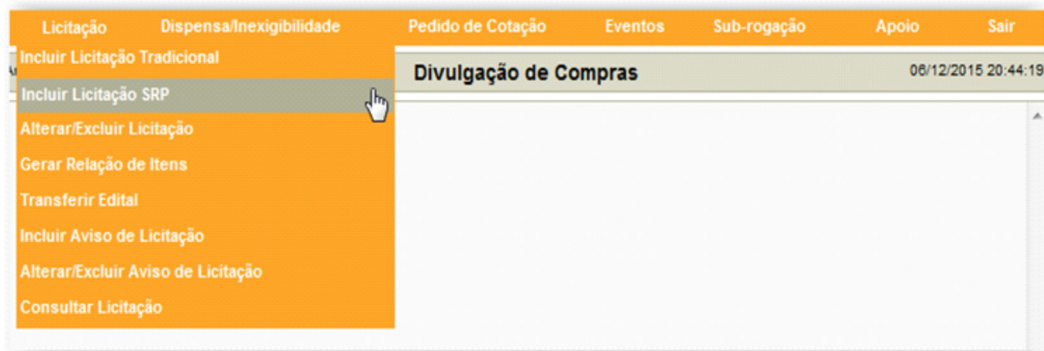 Licitação Dispensa/Inexigibilidade Pedido de Cotação Eventos Sub-rogação Apoio Sair
Incluir Licitação Tradicional
Divulgação de Compras 06/12/2015 20:44:19
Incluir Licitação SRP
Alterar/Excluir Licitação
Gerar Relação de Itens
Transferir Edital
Incluir Aviso de Licitação
Alterar/Excluir Aviso de Licitação
Consultar Licitação